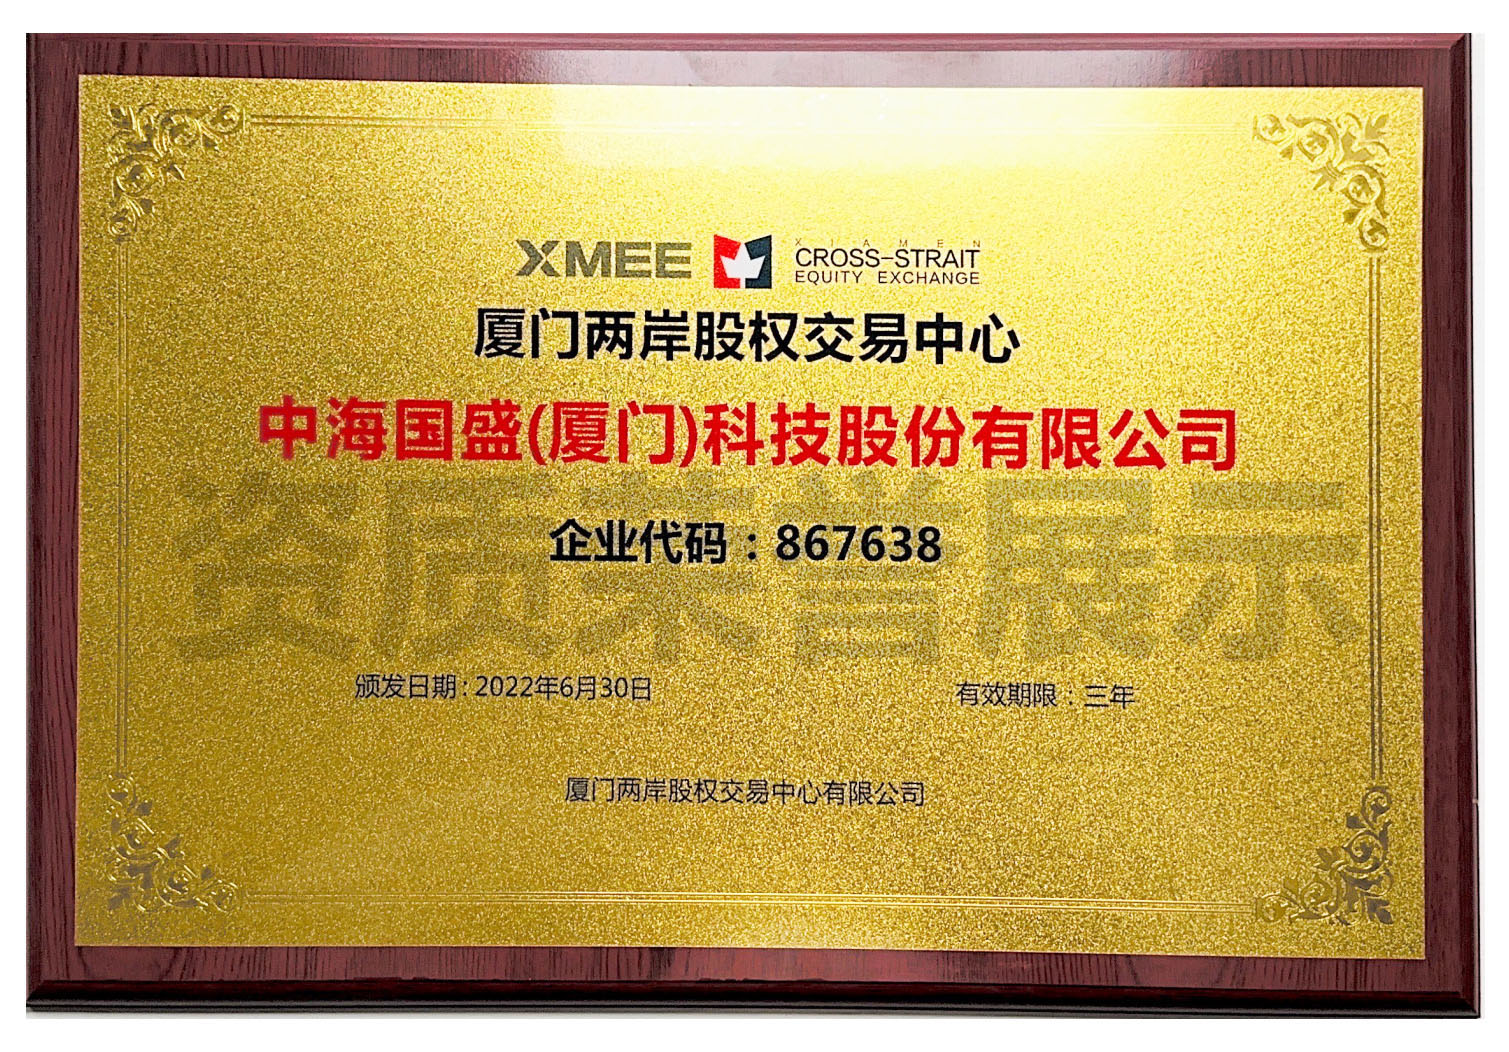 XMEE XIAMEN
CROSS-STRAIT
EQUITY EXCHANGE
厦门两岸股权交易中心
中海国盛(厦门)科技股份有限公司
资质荣誉展示
企业代码：867638
颁发日期：2022年6月30日 有效期限：三年
厦门两岸股权交易中心有限公司